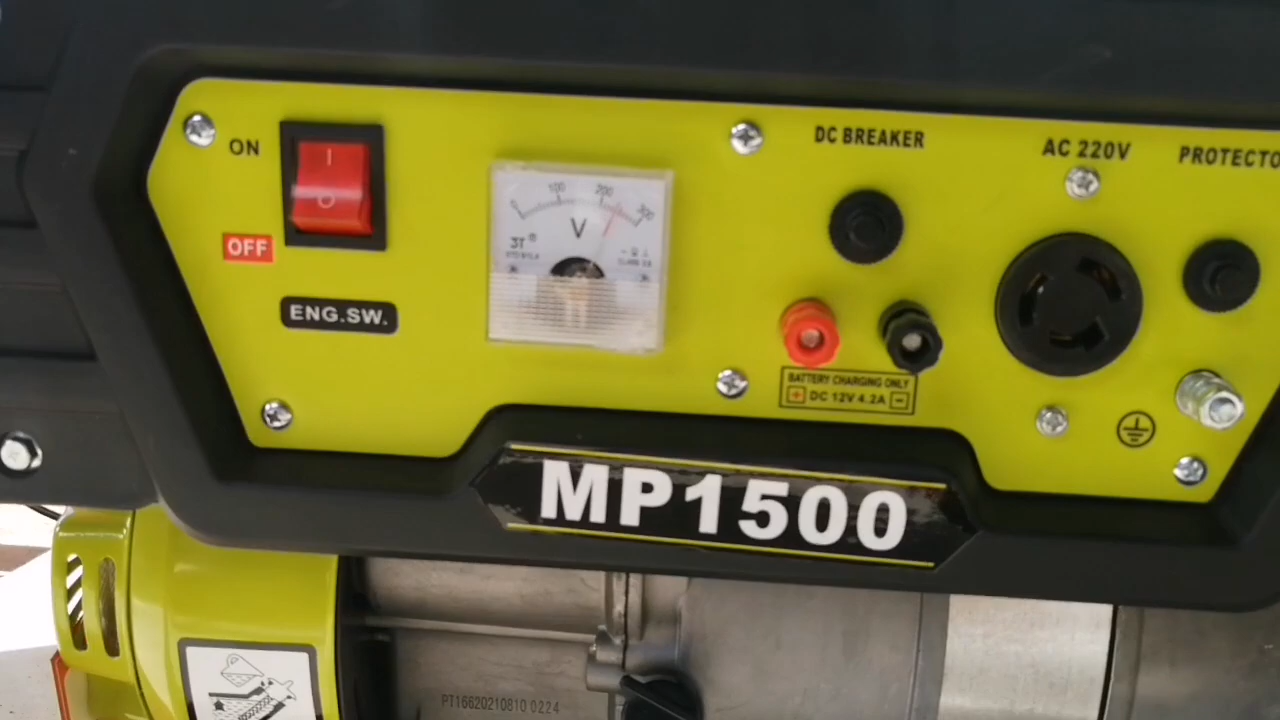 ON
OFF
ENG.SW.
0 100 200 300
V
3T
DC BREAKER
AC 220V
PROTECTO
BATTERY CHARGING ONLY
+ DC 12V 4.2A -
MP1500
PT16620210810 0224